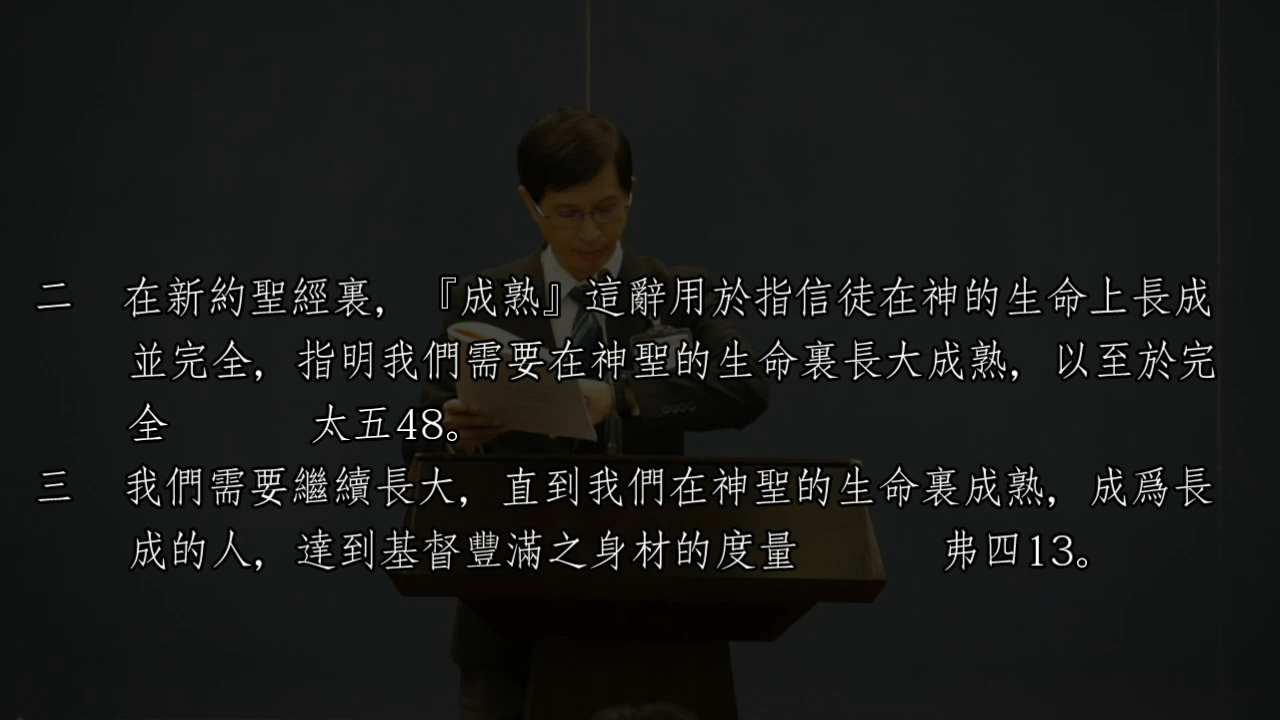 二 在新約聖經裏，『成熟』這辭用於指信徒在神的生命上長成
並完全，指明我們需要在神聖的生命裏長大成熟，以至於完
全 太五48。
三 我們需要繼續長大，直到我們在神聖的生命裏成熟，成爲長
成的人，達到基督豐滿之身材的度量 弗四13。